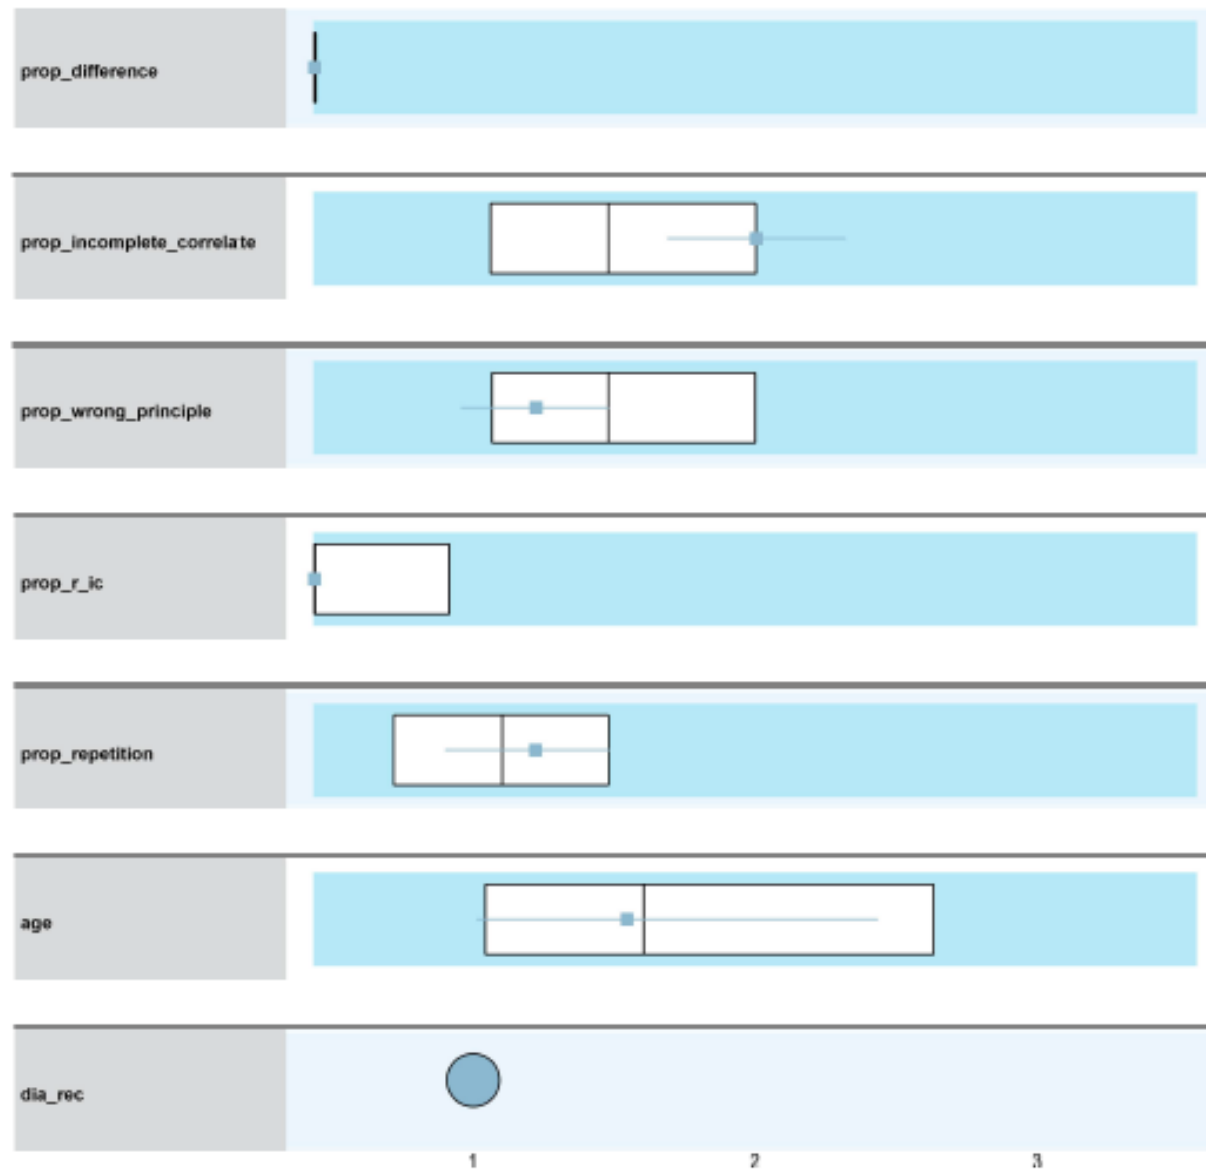 prop_difference
prop_incomplete_correlate
prop_wrong_principle
prop_r_ic
prop_repetition
age
dia_rec
1 2 3